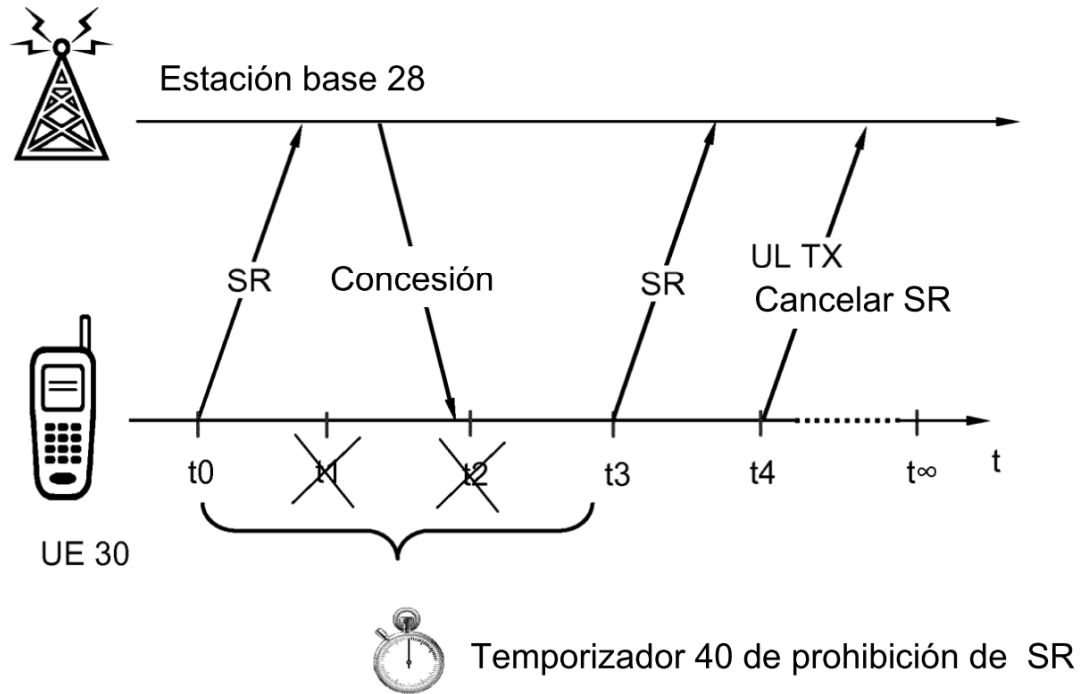 Estación base 28
SR
Concesión
SR
UL TX
Cancelar SR
t0
t1
t2
t3
t4
t∞
t
UE 30
Temporizador 40 de prohibición de SR